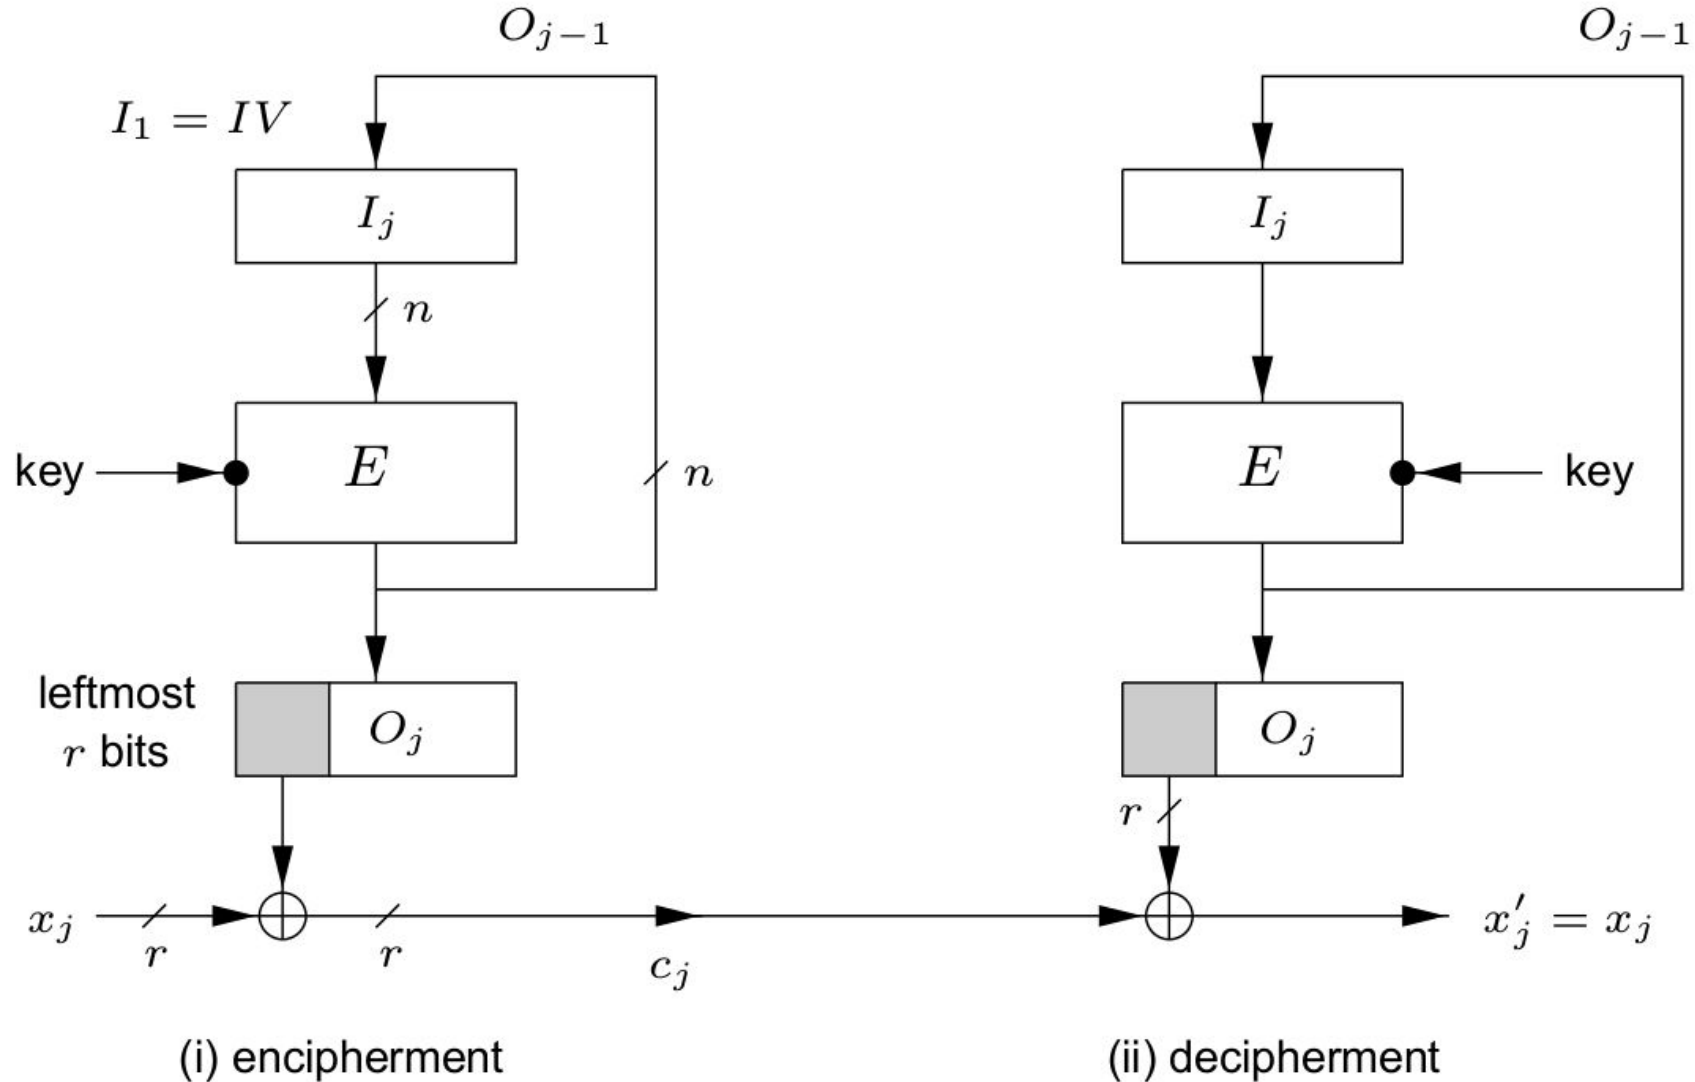 O_{j-1}
O_{j-1}
I_1 = IV
I_j
I_j
n
key
E
n
E
key
leftmost
r bits
O_j
O_j
r
x_j
r
r
c_j
x'_j = x_j
(i) encipherment
(ii) decipherment